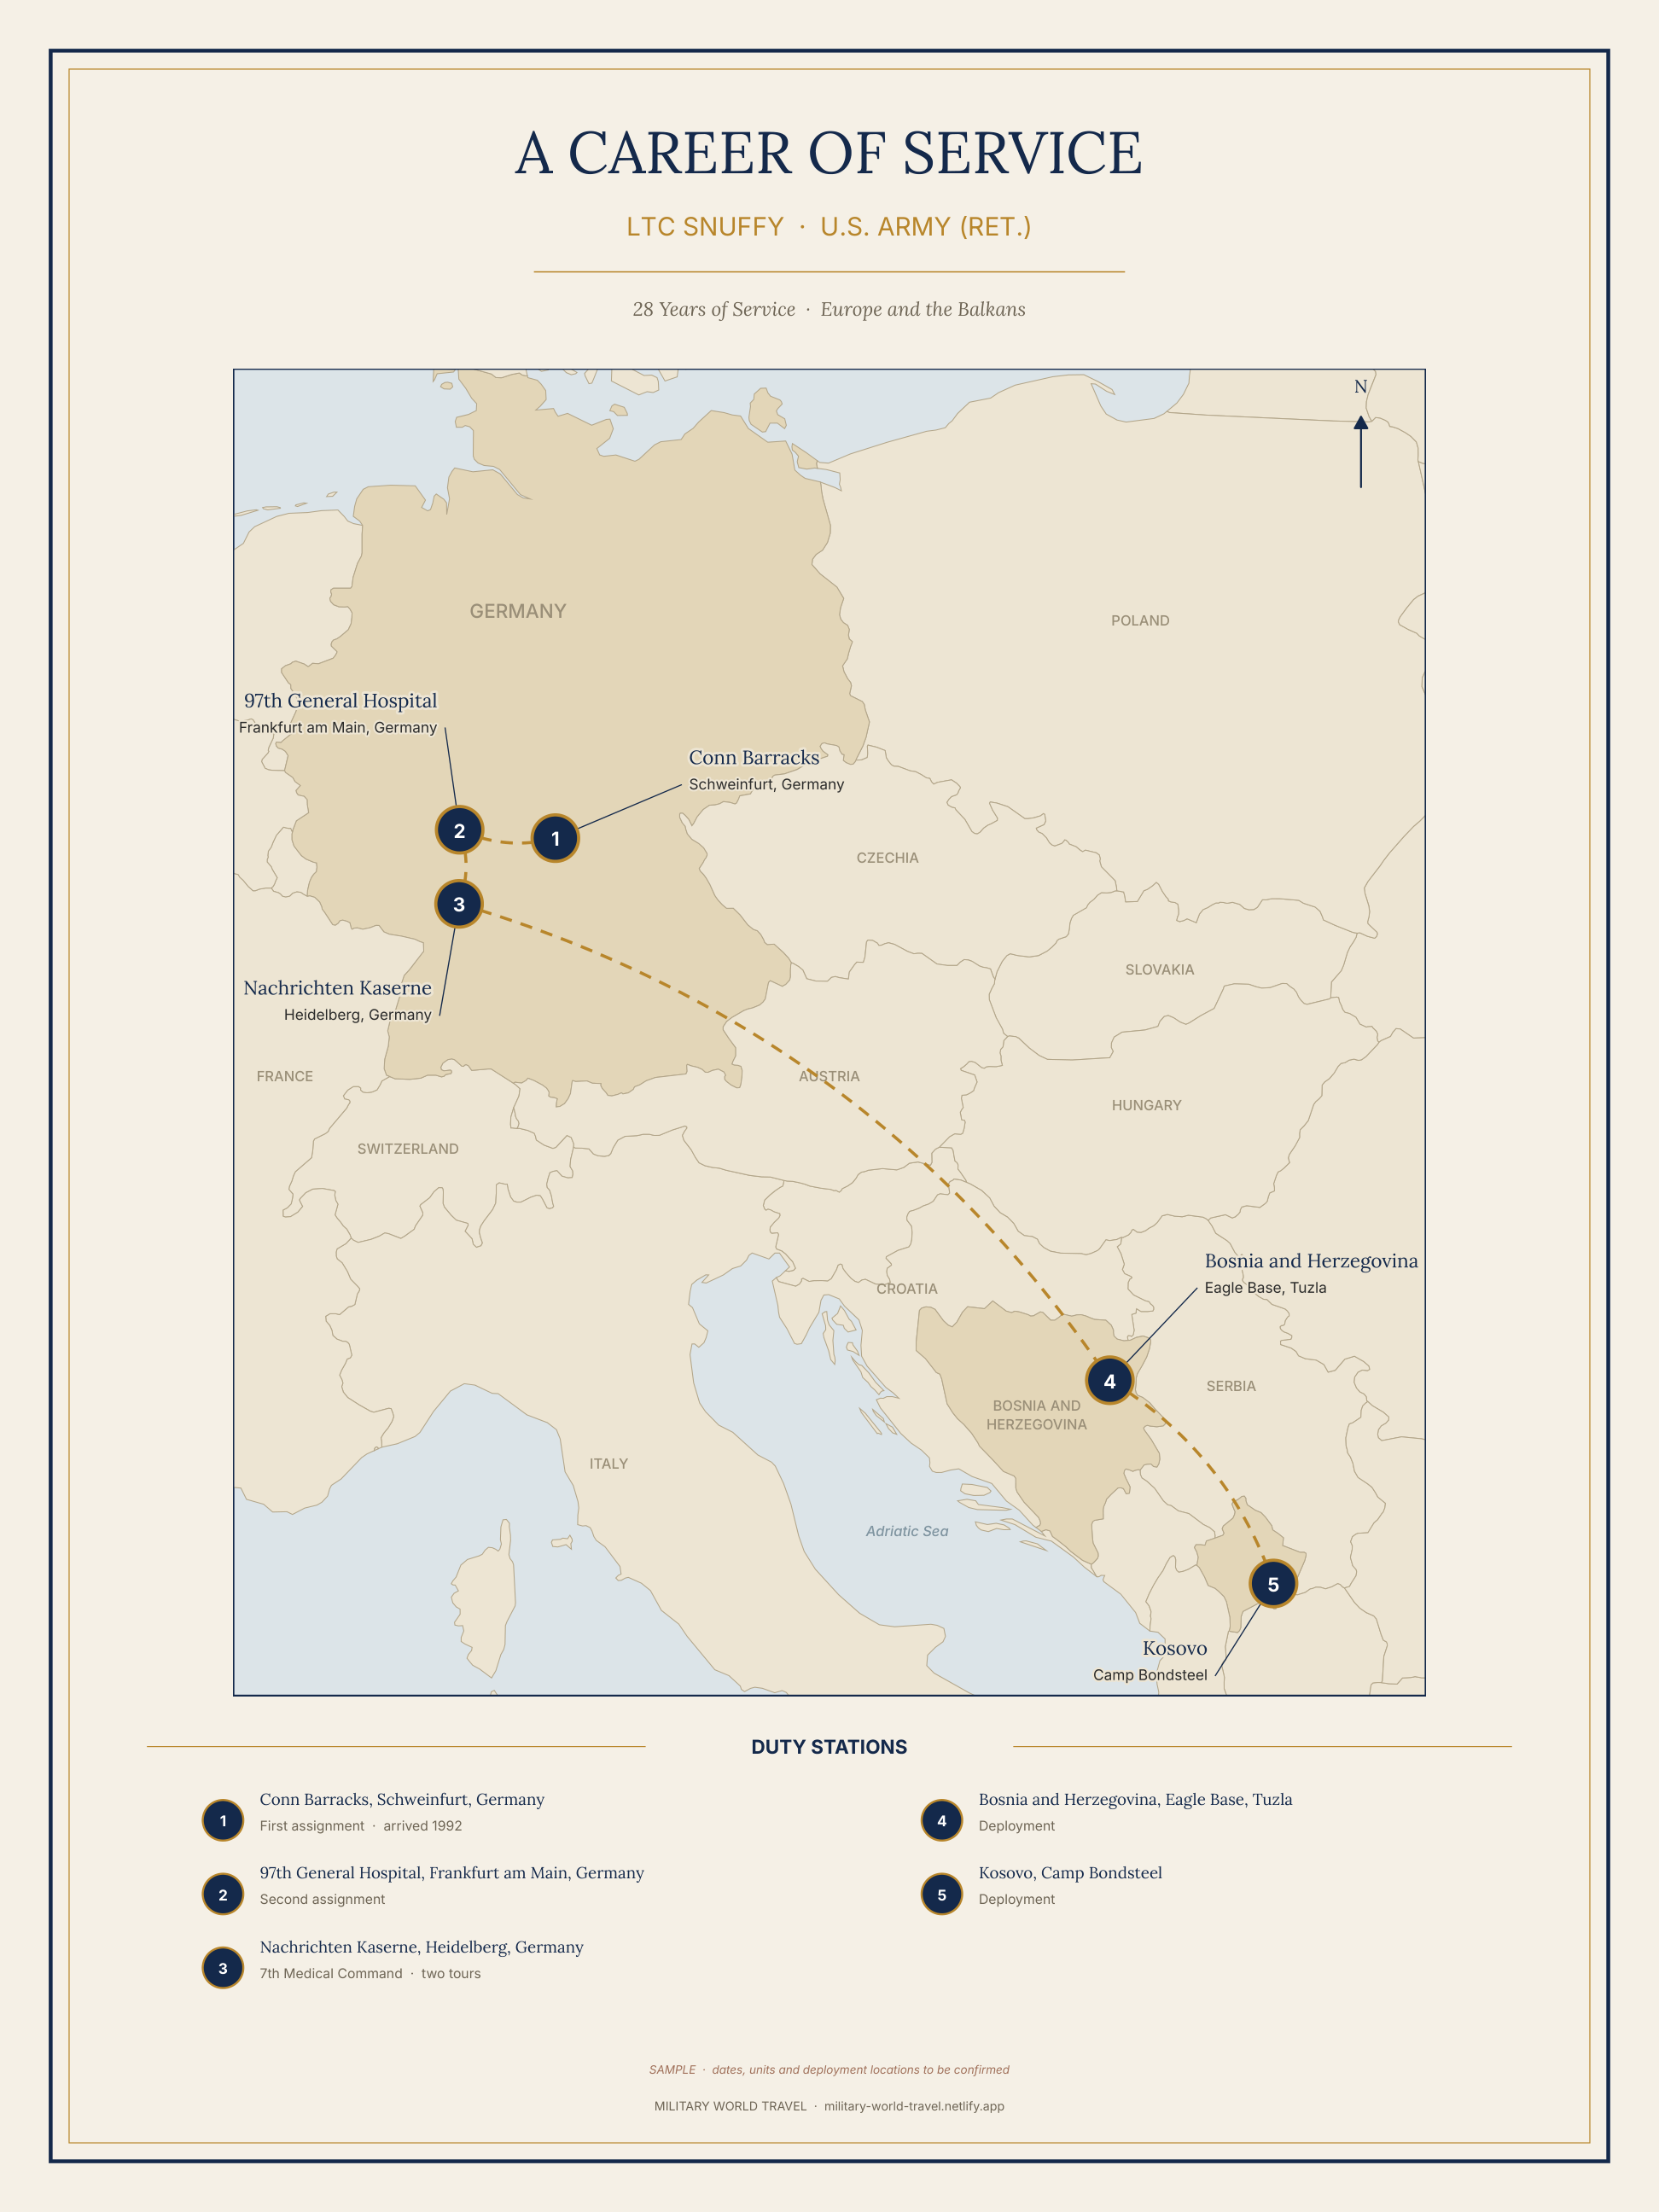 A CAREER OF SERVICE
LTC SNUFFY · U.S. ARMY (RET.)
28 Years of Service · Europe and the Balkans
N
GERMANY
POLAND
97th General Hospital
Frankfurt am Main, Germany
Conn Barracks
Schweinfurt, Germany
2
1
CZECHIA
3
SLOVAKIA
Nachrichten Kaserne
Heidelberg, Germany
FRANCE
AUSTRIA
HUNGARY
SWITZERLAND
Bosnia and Herzegovina
Eagle Base, Tuzla
CROATIA
4
SERBIA
BOSNIA AND
HERZEGOVINA
ITALY
Adriatic Sea
5
Kosovo
Camp Bondsteel
DUTY STATIONS
1
Conn Barracks, Schweinfurt, Germany
First assignment · arrived 1992
2
97th General Hospital, Frankfurt am Main, Germany
Second assignment
3
Nachrichten Kaserne, Heidelberg, Germany
7th Medical Command · two tours
4
Bosnia and Herzegovina, Eagle Base, Tuzla
Deployment
5
Kosovo, Camp Bondsteel
Deployment
SAMPLE · dates, units and deployment locations to be confirmed
MILITARY WORLD TRAVEL · military-world-travel.netlify.app